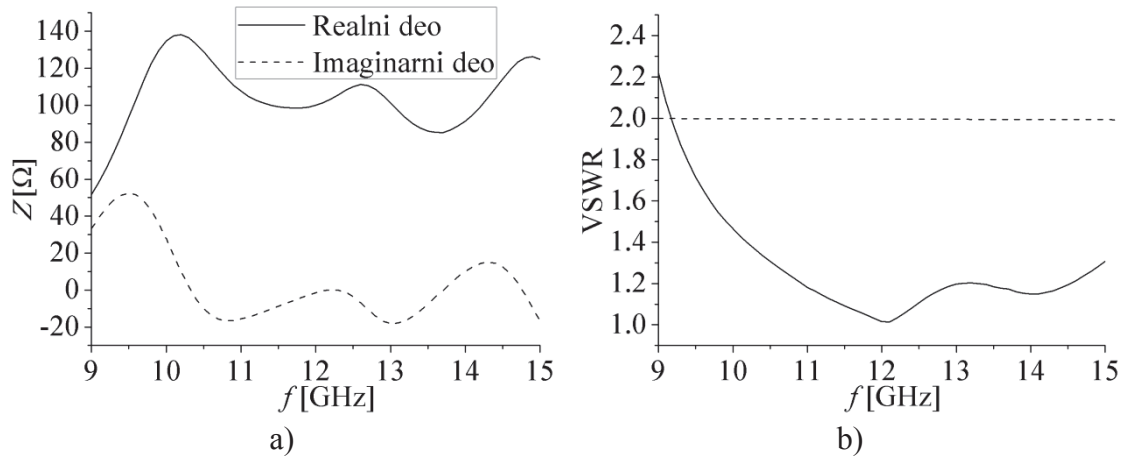 Realni deo
Imaginarni deo
140
120
100
80
60
40
20
0
-20
Z[Ω]
9 10 11 12 13 14 15
f[GHz]
a)
2.4
2.2
2.0
1.8
1.6
1.4
1.2
1.0
VSWR
9 10 11 12 13 14 15
f[GHz]
b)